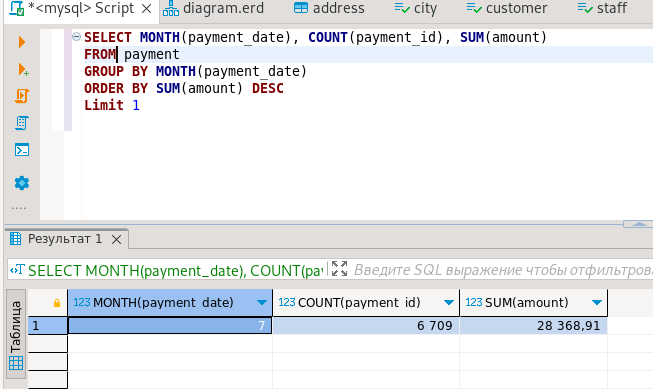 *<mysql> Script diagram.erd address city customer staff
SELECT MONTH(payment_date), COUNT(payment_id), SUM(amount)
FROM payment
GROUP BY MONTH(payment_date)
ORDER BY SUM(amount) DESC
Limit 1
Результат 1
SELECT MONTH(payment_date), COUNT(pay Введите SQL выражение чтобы отфильтрова
Таблица
123 MONTH(payment_date) 123 COUNT(payment_id) 123 SUM(amount)
1 7 6 709 28 368,91